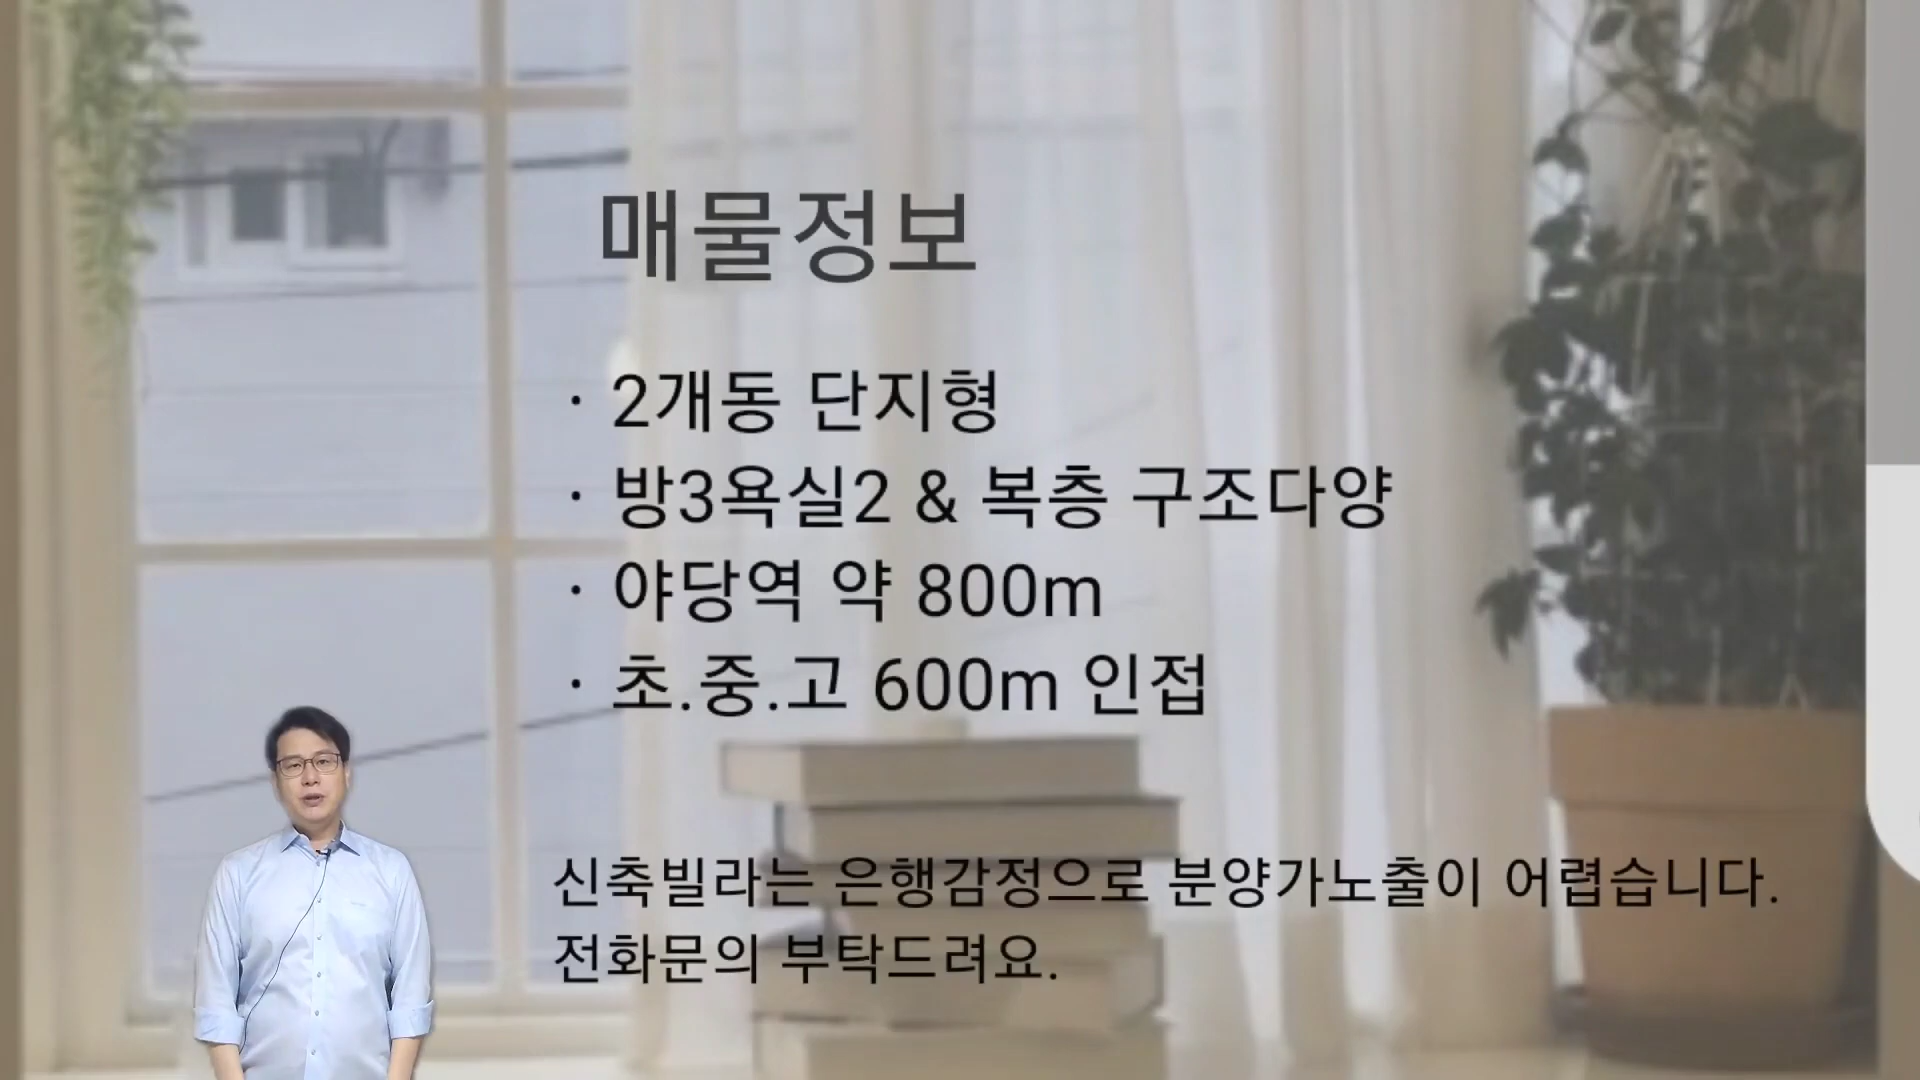 매물정보
· 2개동 단지형
· 방3욕실2 & 복층 구조다양
· 야당역 약 800m
· 초.중.고 600m 인접
신축빌라는 은행감정으로 분양가노출이 어렵습니다.
전화문의 부탁드려요.